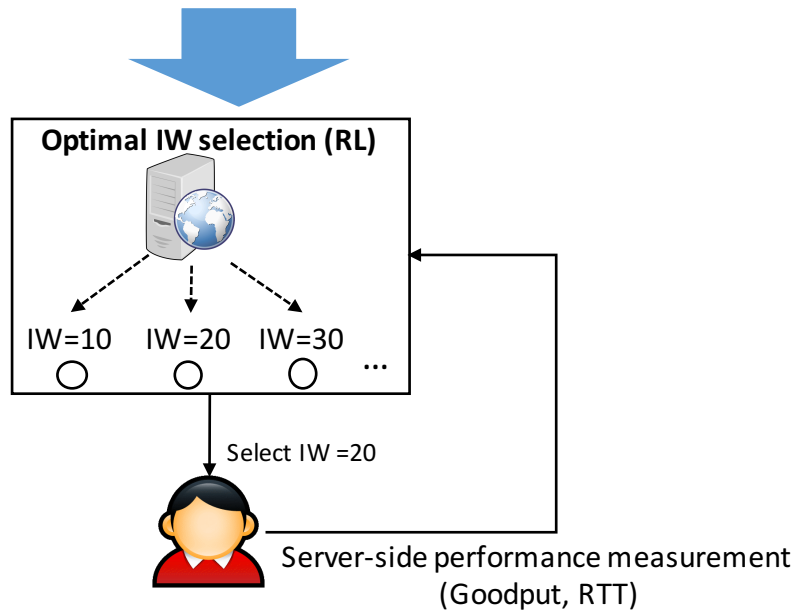 Optimal IW selection (RL)
IW=10 IW=20 IW=30 ...
Select IW =20
Server-side performance measurement
(Goodput, RTT)